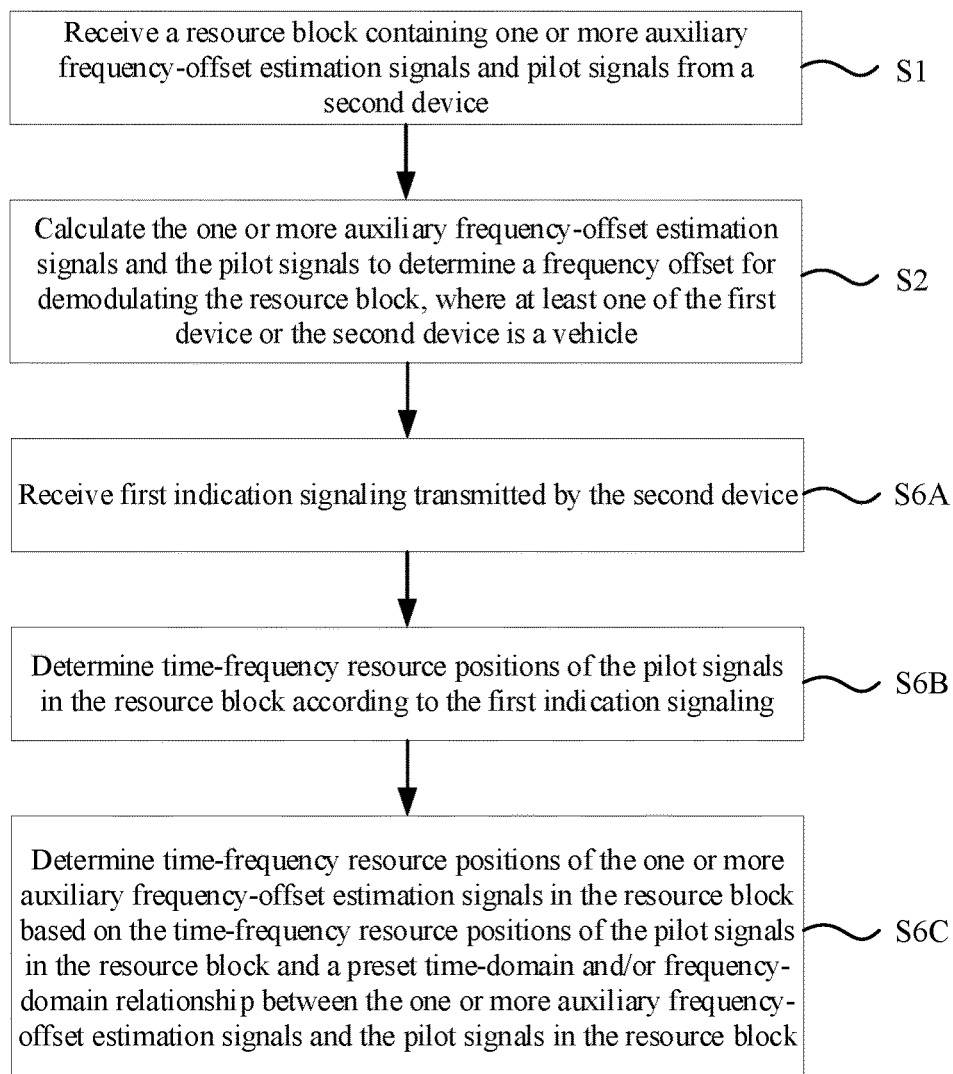 Receive a resource block containing one or more auxiliary
frequency-offset estimation signals and pilot signals from a
second device
S1
Calculate the one or more auxiliary frequency-offset estimation
signals and the pilot signals to determine a frequency offset for
demodulating the resource block, where at least one of the first
device or the second device is a vehicle
S2
Receive first indication signaling transmitted by the second device
S6A
Determine time-frequency resource positions of the pilot signals
in the resource block according to the first indication signaling
S6B
Determine time-frequency resource positions of the one or more
auxiliary frequency-offset estimation signals in the resource block
based on the time-frequency resource positions of the pilot signals
in the resource block and a preset time-domain and/or frequency-
domain relationship between the one or more auxiliary frequency-
offset estimation signals and the pilot signals in the resource block
S6C